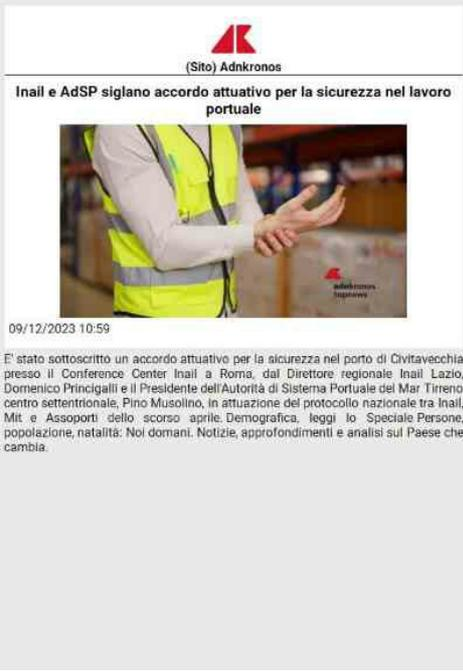 (Sito) Adnkronos
Inail e AdSP siglano accordo attuativo per la sicurezza nel lavoro
portuale
adnkronos
topnews
09/12/2023 10:59
E' stato sottoscritto un accordo attuativo per la sicurezza nel porto di Civitavecchia
presso il Conference Center Inail a Roma, dal Direttore regionale Inail Lazio,
Domenico Princigalli e il Presidente dell'Autorità di Sistema Portuale del Mar Tirreno
centro settentrionale, Pino Musolino, in attuazione del protocollo nazionale tra Inail,
Mit e Assoporti dello scorso aprile. Demografica, leggi lo Speciale Persone,
popolazione, natalità: Noi domani. Notizie, approfondimenti e analisi sul Paese che
cambia.